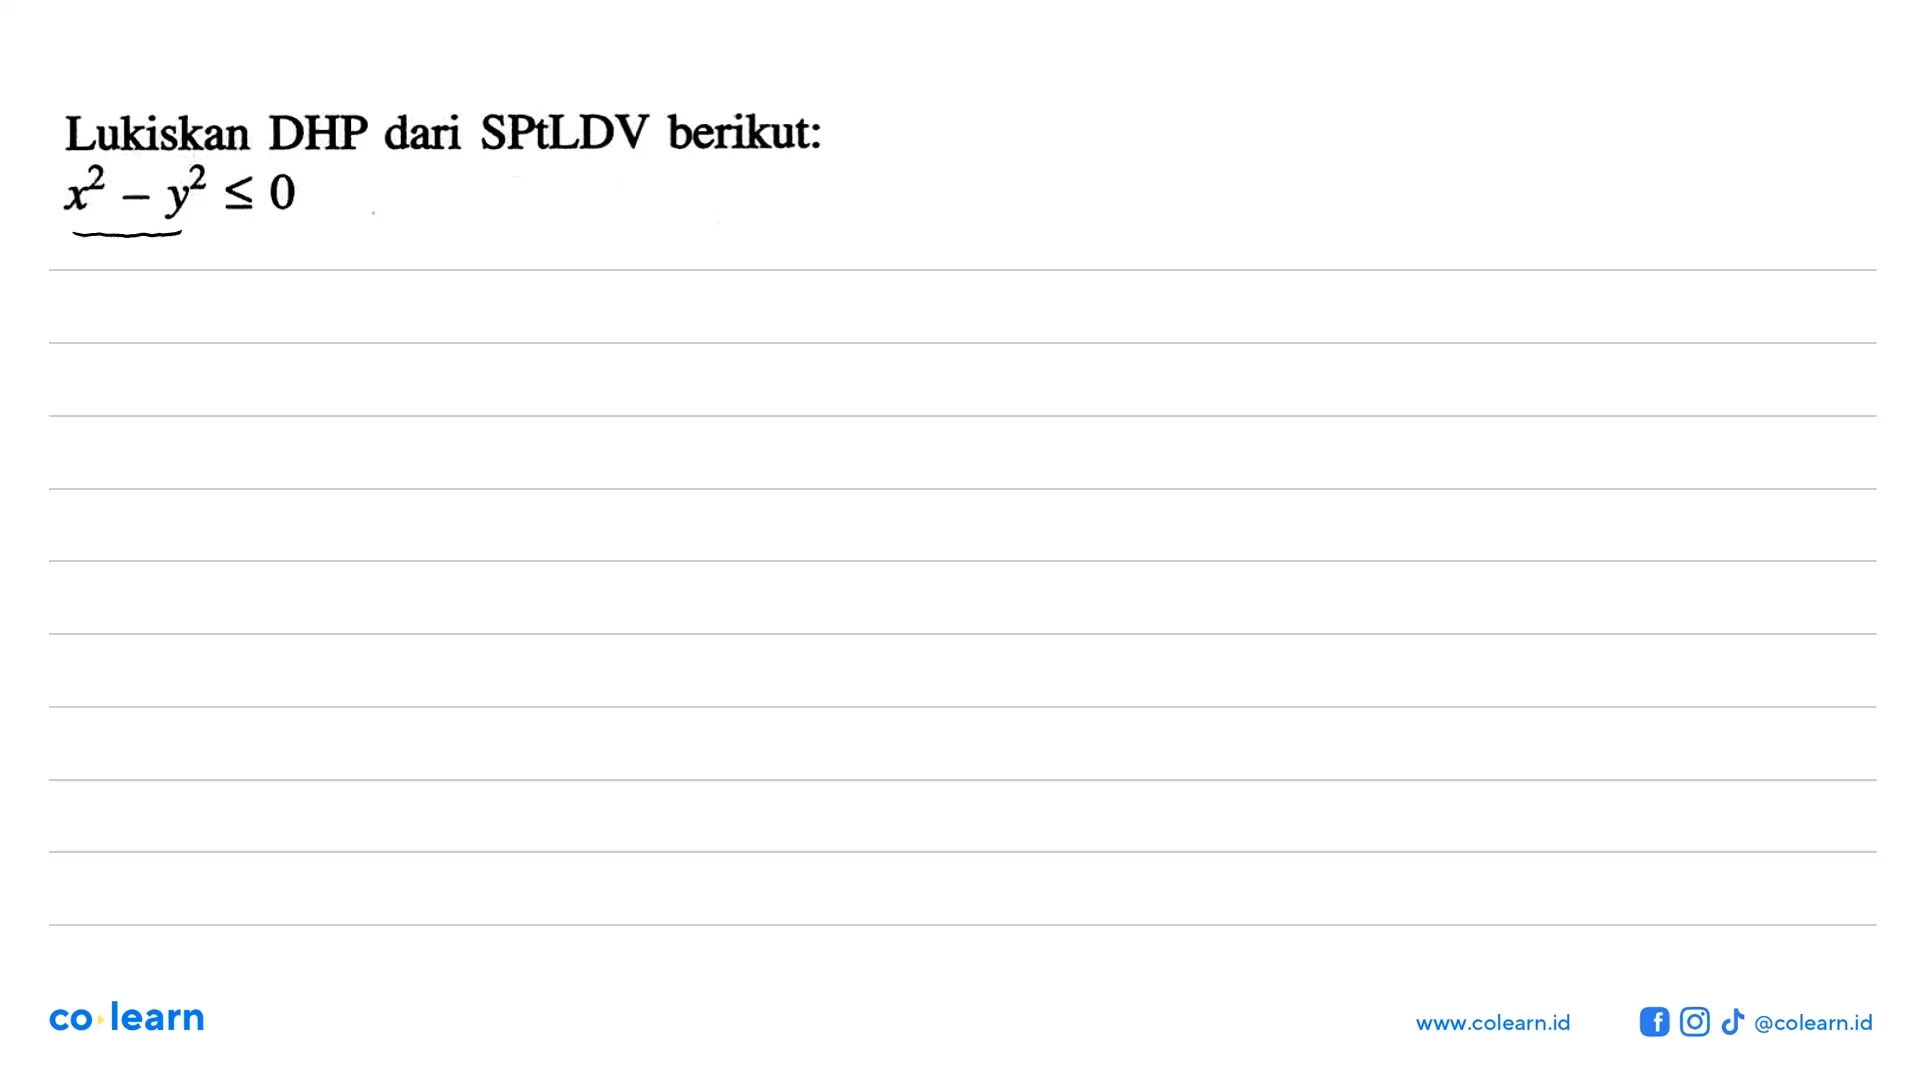 Lukiskan DHP dari SPtLDV berikut:
x² – y² ≤ 0
co learn
www.colearn.id
@colearn.id